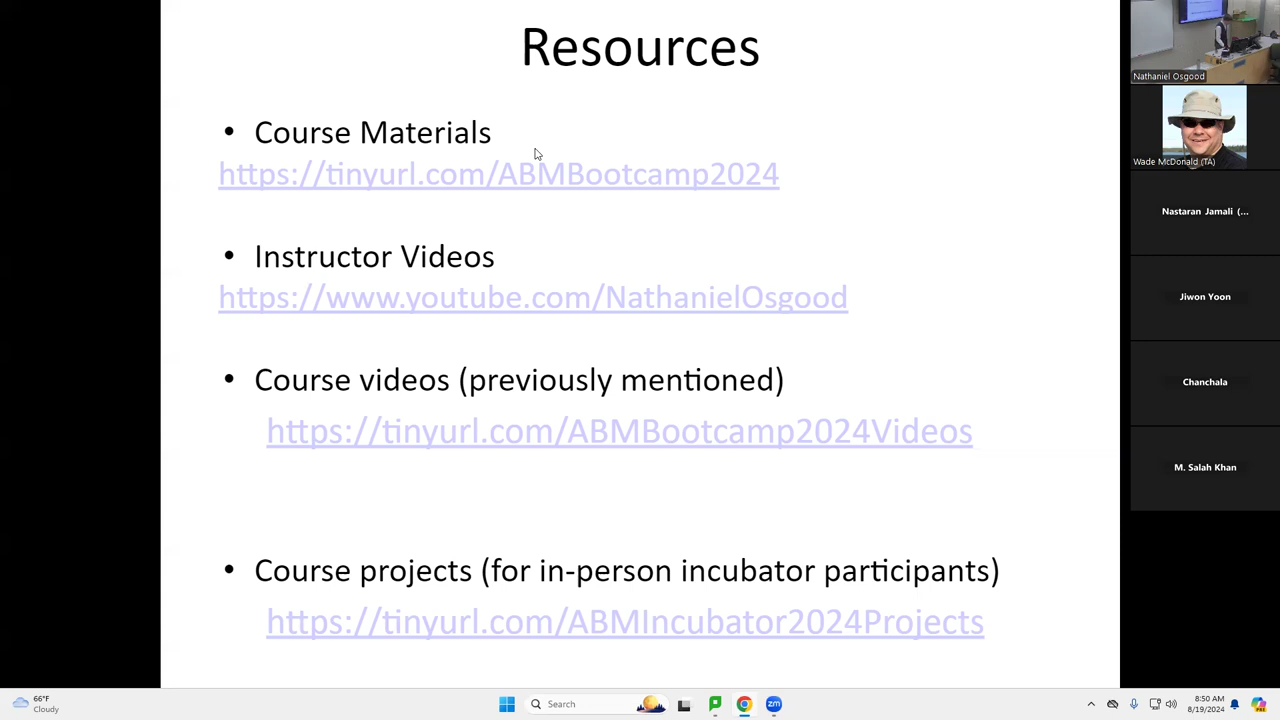 Resources
• Course Materials
https://tinyurl.com/ABMBootcamp2024
• Instructor Videos
https://www.youtube.com/NathanielOsgood
• Course videos (previously mentioned)
https://tinyurl.com/ABMBootcamp2024Videos
• Course projects (for in-person incubator participants)
https://tinyurl.com/ABMIncubator2024Projects
Nathaniel Osgood
Wade McDonald (TA)
Nastaran Jamali (...
Jiwon Yoon
Chanchala
M. Salah Khan
66°F
Cloudy
Search
zm
8:50 AM
8/19/2024